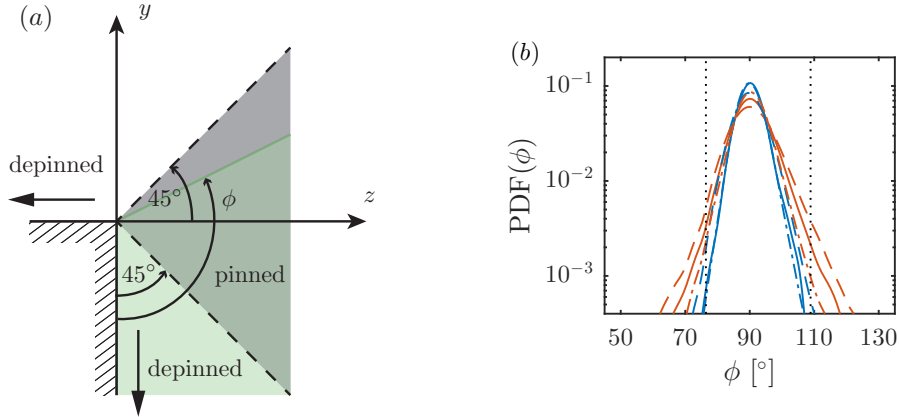 (a)
y
depinned
45°
ϕ
z
45°
pinned
depinned
(b)
10⁻¹
10⁻²
10⁻³
PDF(ϕ)
50 70 90 110 130
ϕ [°]